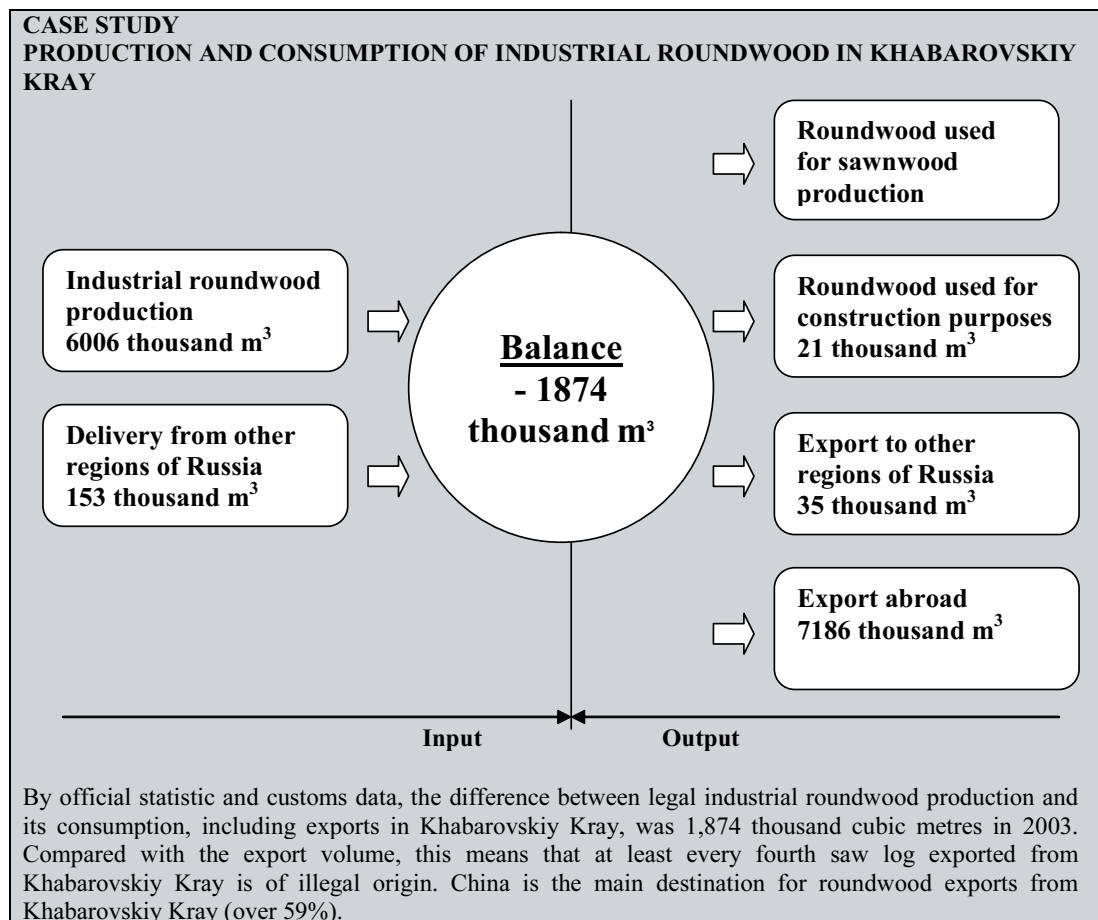 CASE STUDY
PRODUCTION AND CONSUMPTION OF INDUSTRIAL ROUNDWOOD IN KHABAROVSKIY
KRAY
Industrial roundwood
production
6006 thousand m³
Delivery from other
regions of Russia
153 thousand m³
Balance
- 1874
thousand m³
Roundwood used
for sawnwood
production
Roundwood used for
construction purposes
21 thousand m³
Export to other
regions of Russia
35 thousand m³
Export abroad
7186 thousand m³
Input
Output
By official statistic and customs data, the difference between legal industrial roundwood production and
its consumption, including exports in Khabarovskiy Kray, was 1,874 thousand cubic metres in 2003.
Compared with the export volume, this means that at least every fourth saw log exported from
Khabarovskiy Kray is of illegal origin. China is the main destination for roundwood exports from
Khabarovskiy Kray (over 59%).